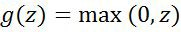 g(z) = max (0, z)